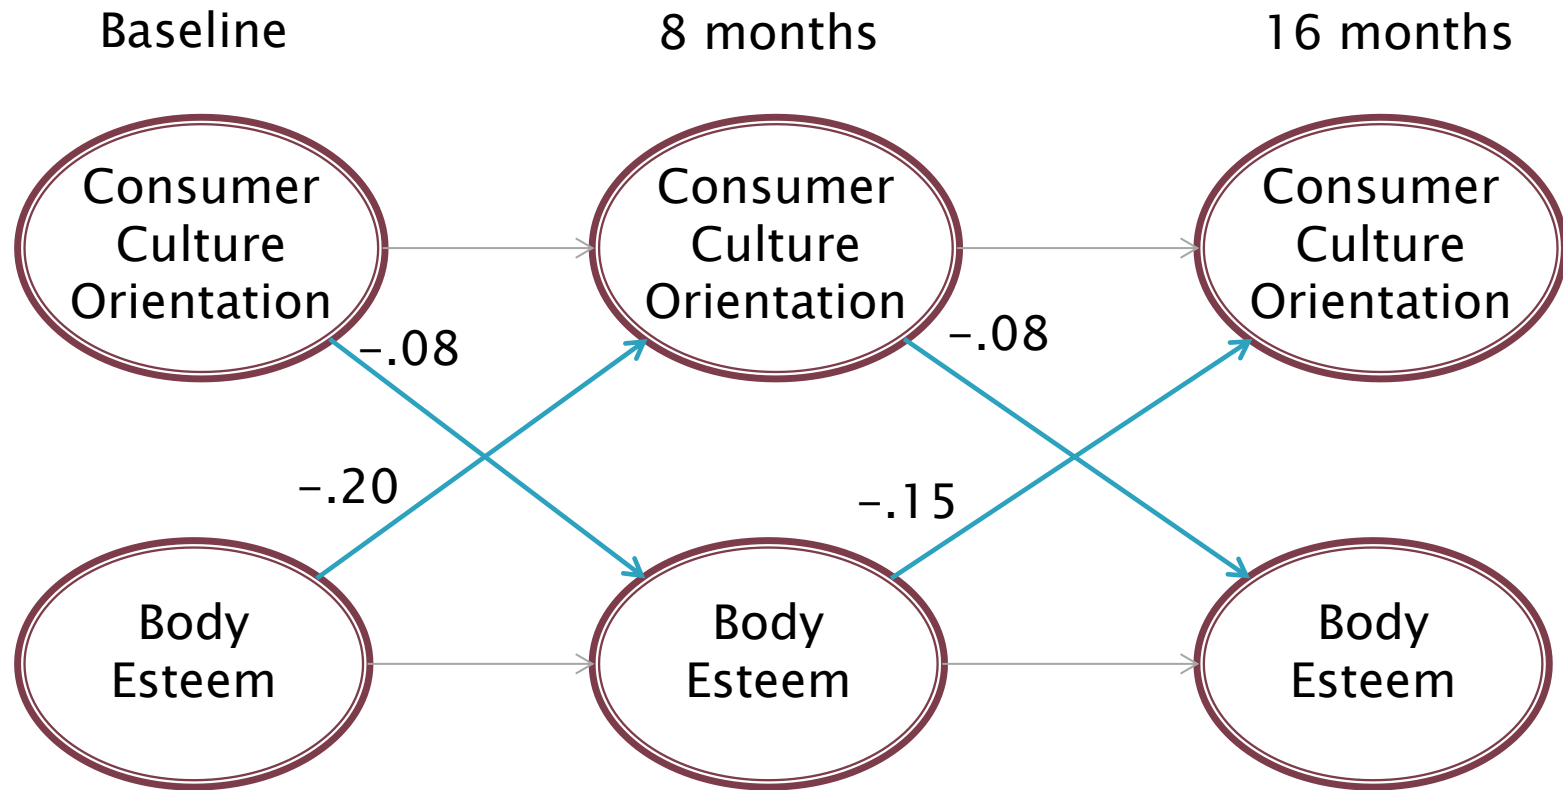 Baseline
8 months
16 months
Consumer
Culture
Orientation
Consumer
Culture
Orientation
Consumer
Culture
Orientation
–.08
–.08
–.20
–.15
Body
Esteem
Body
Esteem
Body
Esteem